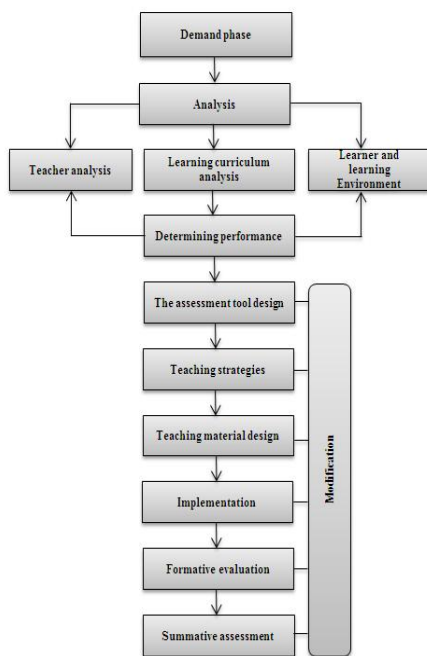 Demand phase
Analysis
Teacher analysis
Learning curriculum
analysis
Learner and
learning
Environment
Determining performance
The assessment tool design
Teaching strategies
Teaching material design
Implementation
Formative evaluation
Summative assessment
Modification